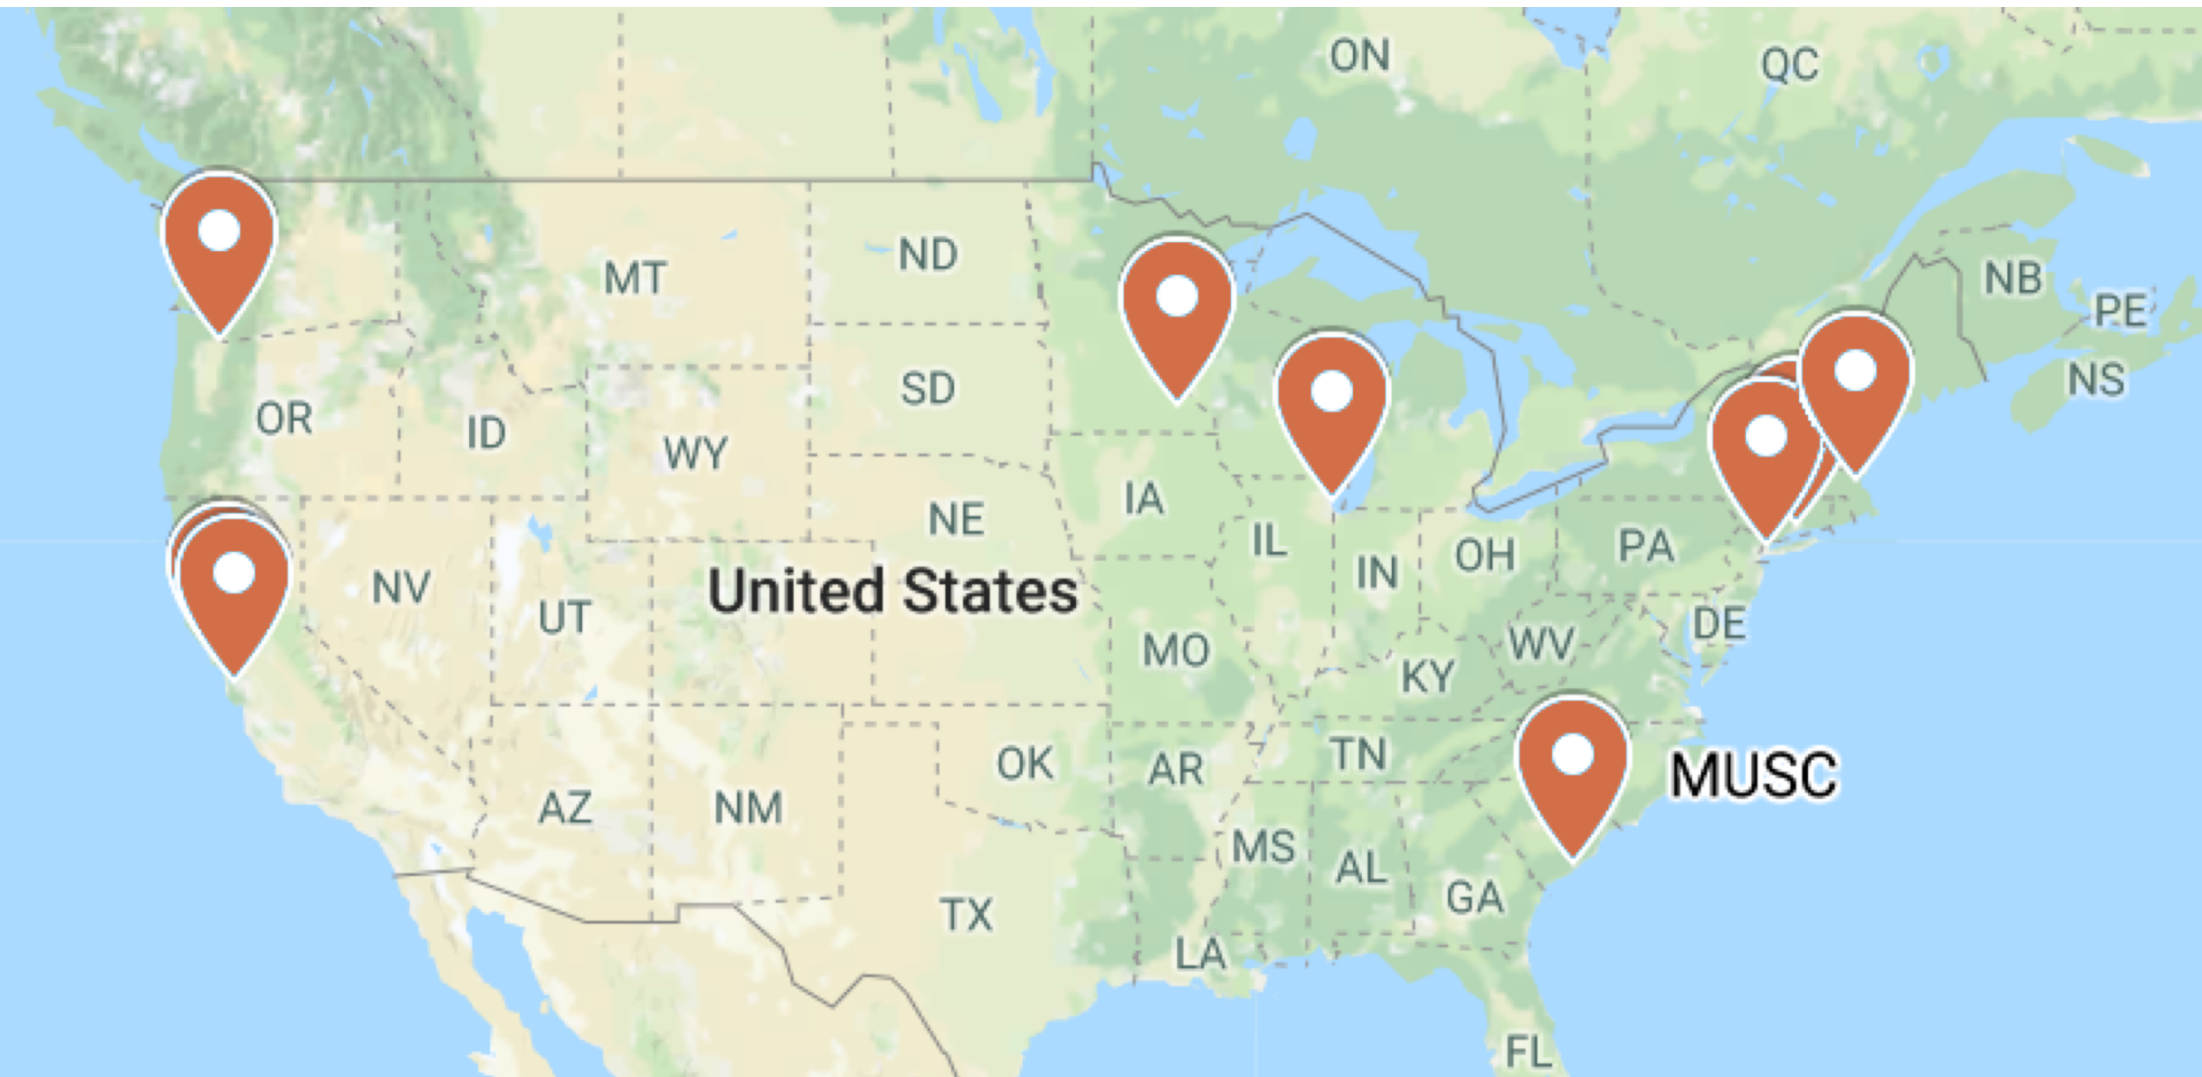 ON
QC
ND
MT
NB
PE
NS
SD
OR
ID
WY
IA
NE
IL
PA
OH
IN
NV
United States
UT
DE
WV
MO
KY
TN
OK
AR
MUSC
AZ
NM
MS
AL
GA
TX
LA
FL